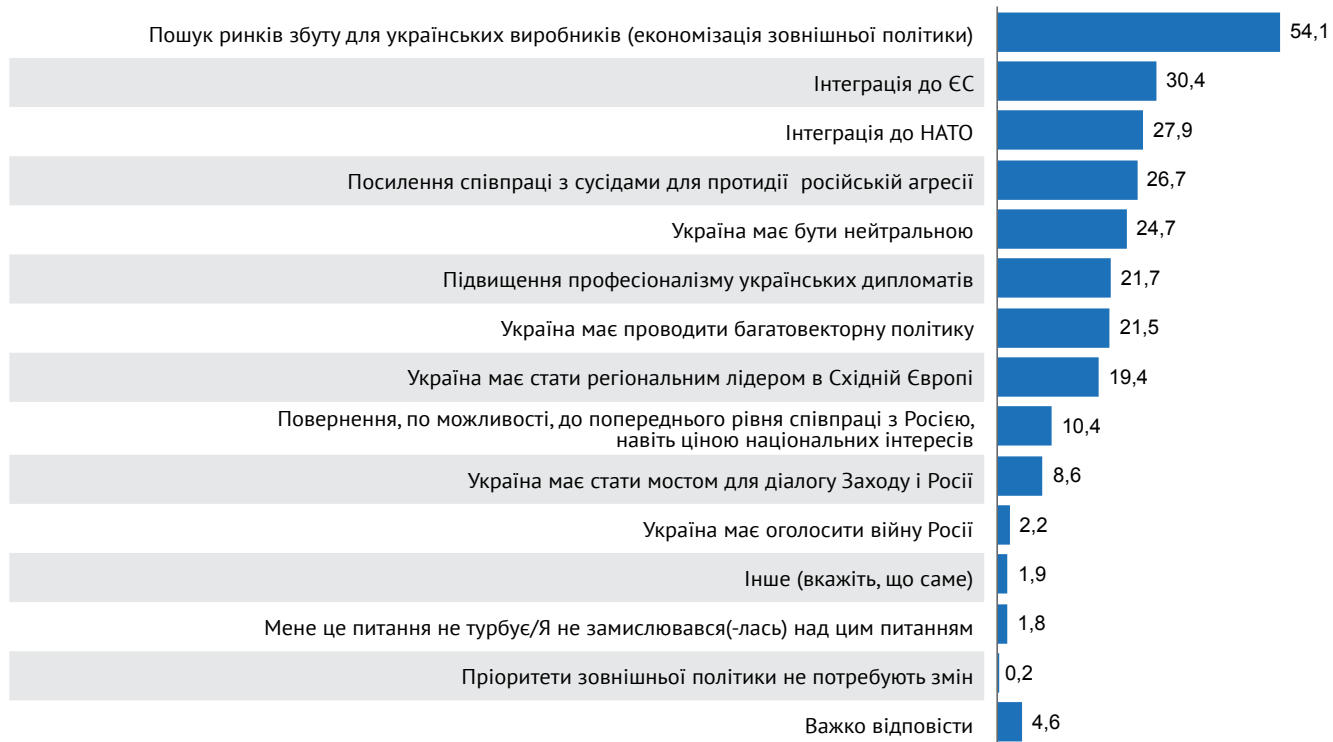 Пошук ринків збуту для українських виробників (економізація зовнішньої політики) 54,1
Інтеграція до ЄС 30,4
Інтеграція до НАТО 27,9
Посилення співпраці з сусідами для протидії російській агресії 26,7
Україна має бути нейтральною 24,7
Підвищення професіоналізму українських дипломатів 21,7
Україна має проводити багатовекторну політику 21,5
Україна має стати регіональним лідером в Східній Європі 19,4
Повернення, по можливості, до попереднього рівня співпраці з Росією,
навіть ціною національних інтересів 10,4
Україна має стати мостом для діалогу Заходу і Росії 8,6
Україна має оголосити війну Росії 2,2
Інше (вкажіть, що саме) 1,9
Мене це питання не турбує/Я не замислювався(-лась) над цим питанням 1,8
Пріоритети зовнішньої політики не потребують змін 0,2
Важко відповісти 4,6